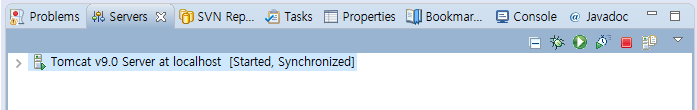 Problems Servers SVN Rep... Tasks Properties Bookmar... Console @ Javadoc
Tomcat v9.0 Server at localhost [Started, Synchronized]